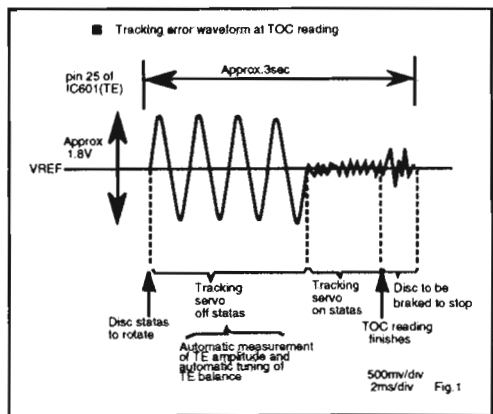 ■ Tracking error waveform at TOC reading
Approx.3sec
pin 25 of
IC601(TE)
Approx
1.8V
VREF
Tracking
servo
off statas
Tracking
servo
on statas
Disc to be
braked to stop
Disc statas
to rotate
TOC reading
finishes
Automatic measurement
of TE amplitude and
automatic tuning of
TE balance
500mv/div
2ms/div
Fig.1